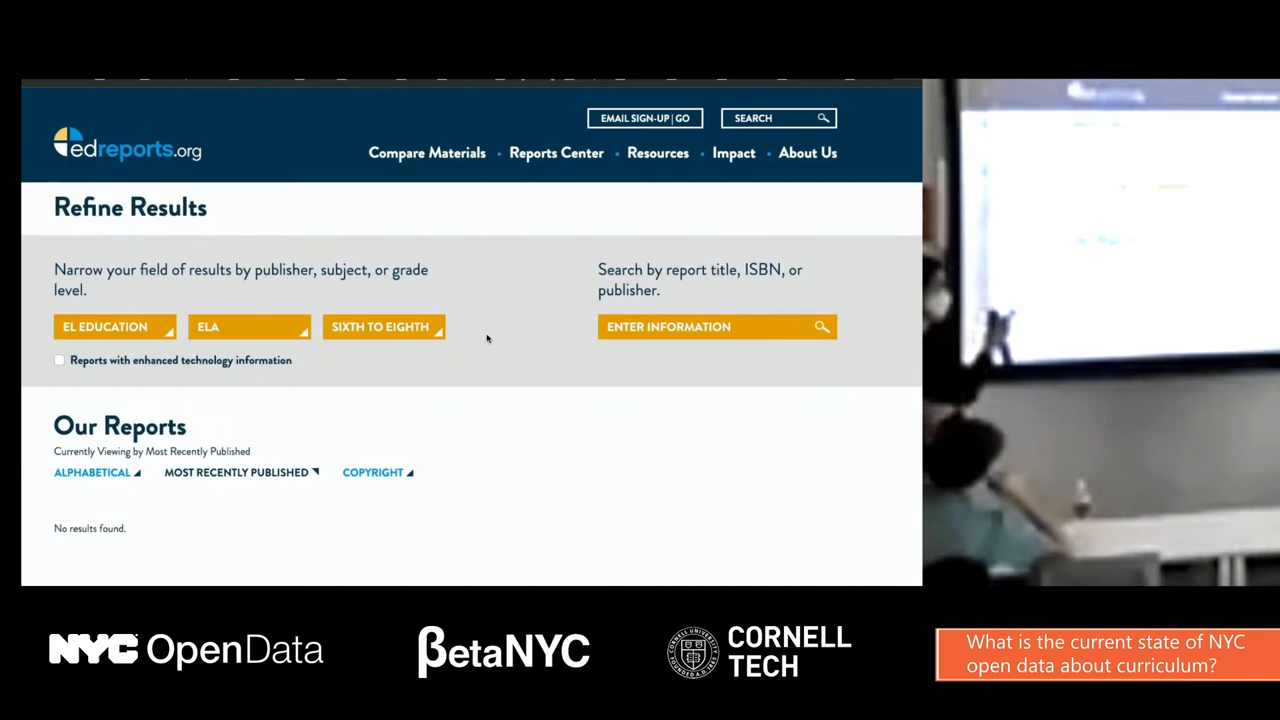 EMAIL SIGN-UP | GO
SEARCH
edreports.org
Compare Materials • Reports Center • Resources • Impact • About Us
Refine Results
Narrow your field of results by publisher, subject, or grade
level.
Search by report title, ISBN, or
publisher.
EL EDUCATION
ELA
SIXTH TO EIGHTH
ENTER INFORMATION
Reports with enhanced technology information
Our Reports
Currently Viewing by Most Recently Published
ALPHABETICAL
MOST RECENTLY PUBLISHED
COPYRIGHT
No results found.
NYC OpenData
βetaNYC
CORNELL
TECH
What is the current state of NYC
open data about curriculum?